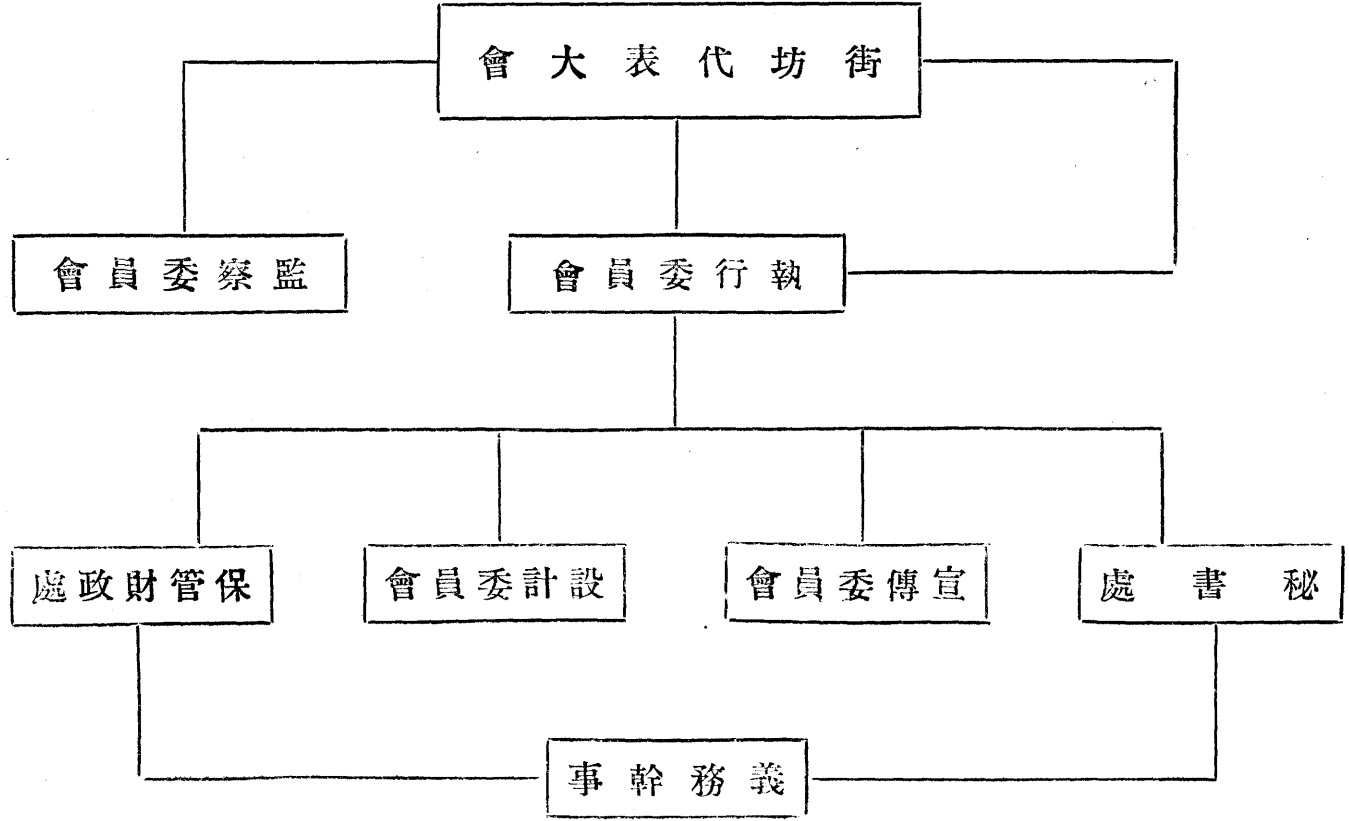 街坊代表大會
執行委員會
監察委員會
秘書處
宣傳委員會
設計委員會
保管財政處
義務幹事